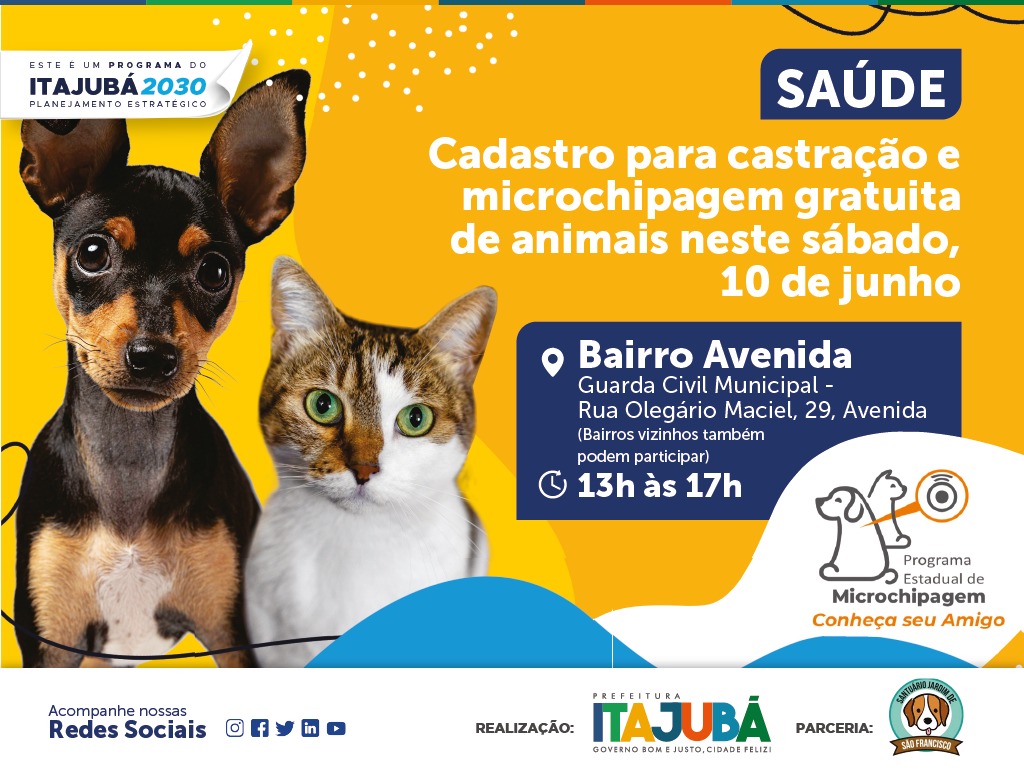 ESTE É UM PROGRAMA DO
ITAJUBÁ 2030
PLANEJAMENTO ESTRATÉGICO
SAÚDE
Cadastro para castração e
microchipagem gratuita
de animais neste sábado,
10 de junho
Bairro Avenida
Guarda Civil Municipal -
Rua Olegário Maciel, 29, Avenida
(Bairros vizinhos também
podem participar)
13h às 17h
Programa
Estadual de
Microchipagem
Conheça seu Amigo
Acompanhe nossas
Redes Sociais
REALIZAÇÃO:
PREFEITURA
ITAJUBÁ
GOVERNO BOM E JUSTO, CIDADE FELIZ!
PARCERIA:
SANTUÁRIO JARDIM DE
SÃO FRANCISCO